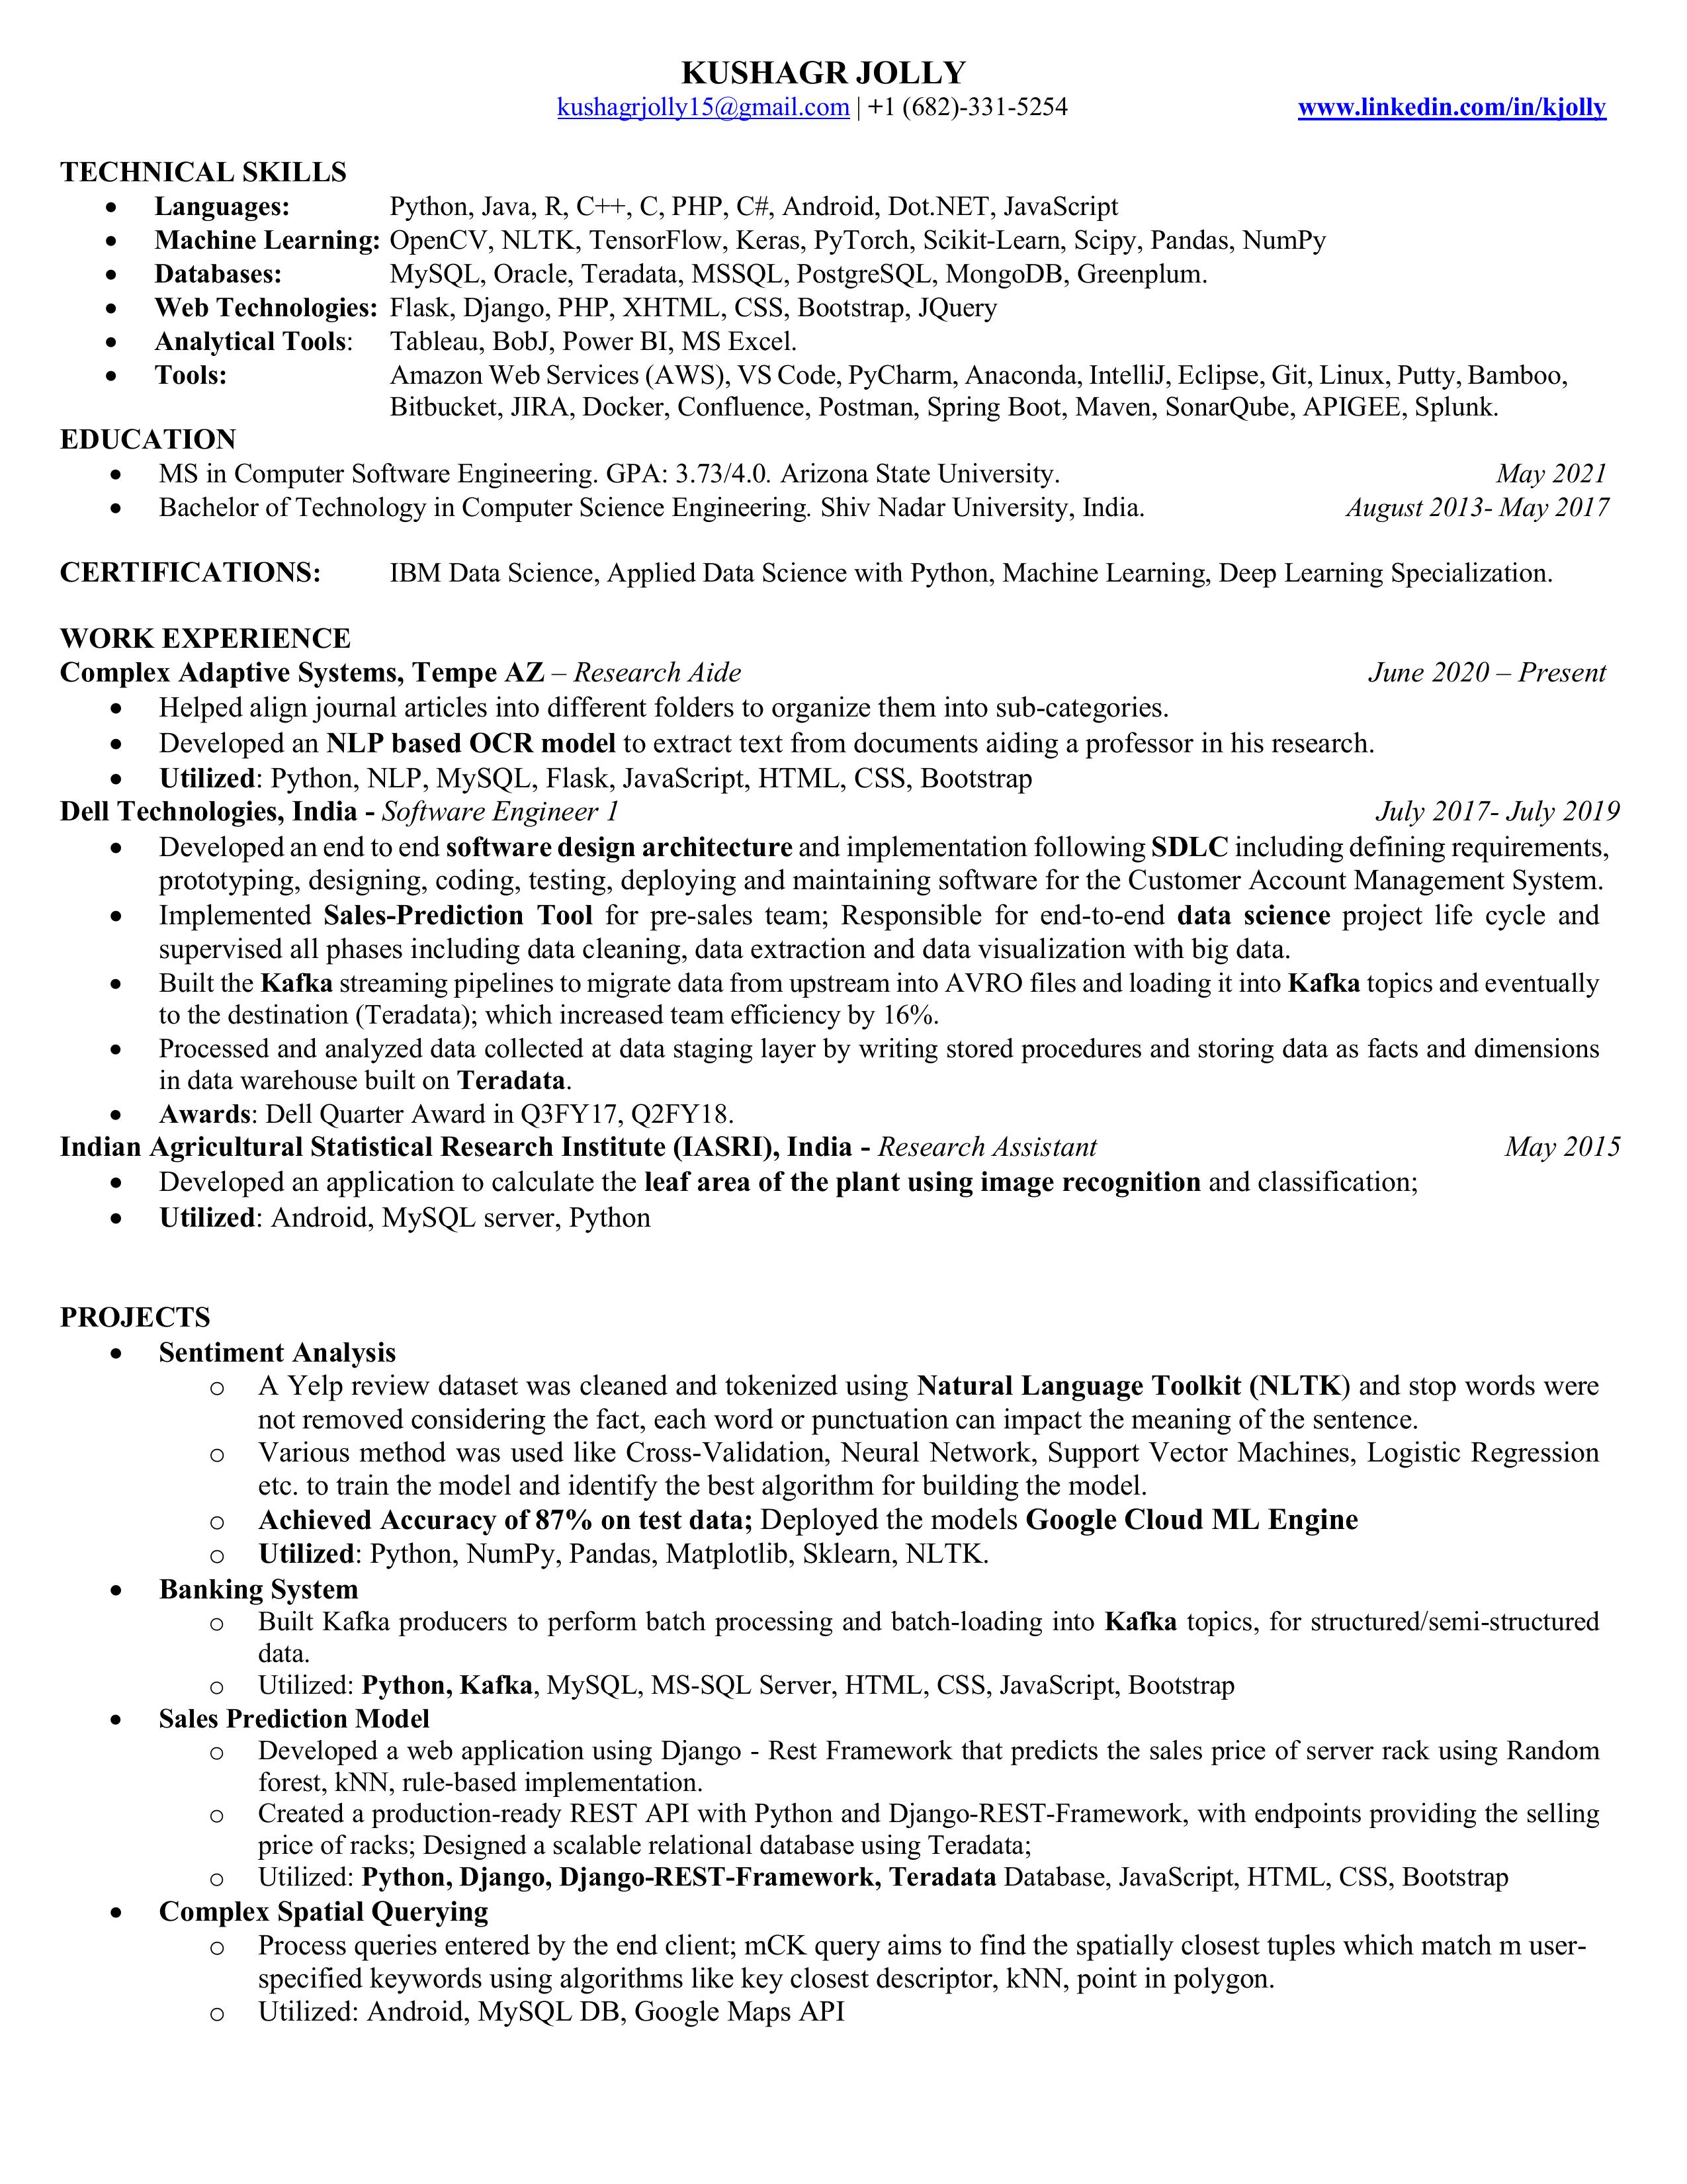 KUSHAGR JOLLY
kushagrjolly15@gmail.com | +1 (682)-331-5254 www.linkedin.com/in/kjolly
TECHNICAL SKILLS
• Languages: Python, Java, R, C++, C, PHP, C#, Android, Dot.NET, JavaScript
• Machine Learning: OpenCV, NLTK, TensorFlow, Keras, PyTorch, Scikit-Learn, Scipy, Pandas, NumPy
• Databases: MySQL, Oracle, Teradata, MSSQL, PostgreSQL, MongoDB, Greenplum.
• Web Technologies: Flask, Django, PHP, XHTML, CSS, Bootstrap, JQuery
• Analytical Tools: Tableau, BobJ, Power BI, MS Excel.
• Tools: Amazon Web Services (AWS), VS Code, PyCharm, Anaconda, IntelliJ, Eclipse, Git, Linux, Putty, Bamboo,
Bitbucket, JIRA, Docker, Confluence, Postman, Spring Boot, Maven, SonarQube, APIGEE, Splunk.
EDUCATION
• MS in Computer Software Engineering. GPA: 3.73/4.0. Arizona State University. May 2021
• Bachelor of Technology in Computer Science Engineering. Shiv Nadar University, India. August 2013- May 2017
CERTIFICATIONS: IBM Data Science, Applied Data Science with Python, Machine Learning, Deep Learning Specialization.
WORK EXPERIENCE
Complex Adaptive Systems, Tempe AZ – Research Aide June 2020 – Present
• Helped align journal articles into different folders to organize them into sub-categories.
• Developed an NLP based OCR model to extract text from documents aiding a professor in his research.
• Utilized: Python, NLP, MySQL, Flask, JavaScript, HTML, CSS, Bootstrap
Dell Technologies, India - Software Engineer 1 July 2017- July 2019
• Developed an end to end software design architecture and implementation following SDLC including defining requirements,
prototyping, designing, coding, testing, deploying and maintaining software for the Customer Account Management System.
• Implemented Sales-Prediction Tool for pre-sales team; Responsible for end-to-end data science project life cycle and
supervised all phases including data cleaning, data extraction and data visualization with big data.
• Built the Kafka streaming pipelines to migrate data from upstream into AVRO files and loading it into Kafka topics and eventually
to the destination (Teradata); which increased team efficiency by 16%.
• Processed and analyzed data collected at data staging layer by writing stored procedures and storing data as facts and dimensions
in data warehouse built on Teradata.
• Awards: Dell Quarter Award in Q3FY17, Q2FY18.
Indian Agricultural Statistical Research Institute (IASRI), India - Research Assistant May 2015
• Developed an application to calculate the leaf area of the plant using image recognition and classification;
• Utilized: Android, MySQL server, Python
PROJECTS
• Sentiment Analysis
o A Yelp review dataset was cleaned and tokenized using Natural Language Toolkit (NLTK) and stop words were
not removed considering the fact, each word or punctuation can impact the meaning of the sentence.
o Various method was used like Cross-Validation, Neural Network, Support Vector Machines, Logistic Regression
etc. to train the model and identify the best algorithm for building the model.
o Achieved Accuracy of 87% on test data; Deployed the models Google Cloud ML Engine
o Utilized: Python, NumPy, Pandas, Matplotlib, Sklearn, NLTK.
• Banking System
o Built Kafka producers to perform batch processing and batch-loading into Kafka topics, for structured/semi-structured
data.
o Utilized: Python, Kafka, MySQL, MS-SQL Server, HTML, CSS, JavaScript, Bootstrap
• Sales Prediction Model
o Developed a web application using Django - Rest Framework that predicts the sales price of server rack using Random
forest, kNN, rule-based implementation.
o Created a production-ready REST API with Python and Django-REST-Framework, with endpoints providing the selling
price of racks; Designed a scalable relational database using Teradata;
o Utilized: Python, Django, Django-REST-Framework, Teradata Database, JavaScript, HTML, CSS, Bootstrap
• Complex Spatial Querying
o Process queries entered by the end client; mCK query aims to find the spatially closest tuples which match m user-
specified keywords using algorithms like key closest descriptor, kNN, point in polygon.
o Utilized: Android, MySQL DB, Google Maps API